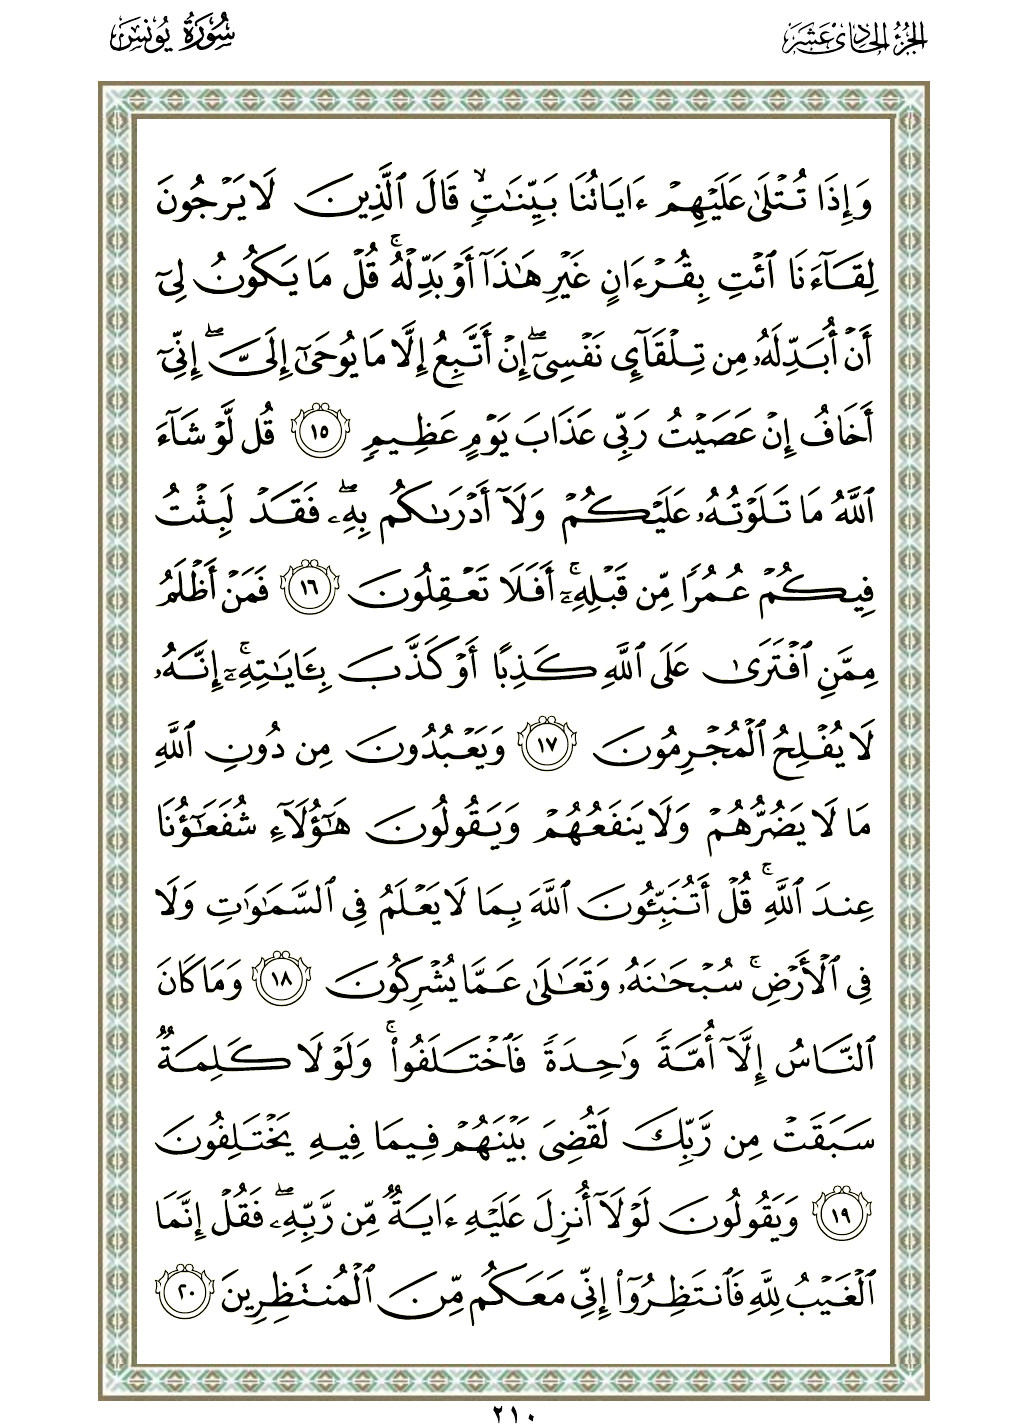 الجزء الحادى عشر
سورة يونس
وَإِذَا تُتْلَىٰ عَلَيْهِمْ ءَايَاتُنَا بَيِّنَٰتٍۙ قَالَ ٱلَّذِينَ لَا يَرْجُونَ
لِقَآءَنَا ٱئْتِ بِقُرْءَانٍ غَيْرِ هَٰذَآ أَوْ بَدِّلْهُۚ قُلْ مَا يَكُونُ لِىٓ
أَنْ أُبَدِّلَهُۥ مِن تِلْقَآئِ نَفْسِىٓۖ إِنْ أَتَّبِعُ إِلَّا مَا يُوحَىٰٓ إِلَىَّۖ إِنِّىٓ
أَخَافُ إِنْ عَصَيْتُ رَبِّى عَذَابَ يَوْمٍ عَظِيمٍ ١٥ قُل لَّوْ شَآءَ
ٱللَّهُ مَا تَلَوْتُهُۥ عَلَيْكُمْ وَلَآ أَدْرَىٰكُم بِهِۦۖ فَقَدْ لَبِثْتُ
فِيكُمْ عُمُرًا مِّن قَبْلِهِۦٓۚ أَفَلَا تَعْقِلُونَ ١٦ فَمَنْ أَظْلَمُ
مِمَّنِ ٱفْتَرَىٰ عَلَى ٱللَّهِ كَذِبًا أَوْ كَذَّبَ بِـَٔايَٰتِهِۦٓۚ إِنَّهُۥ
لَا يُفْلِحُ ٱلْمُجْرِمُونَ ١٧ وَيَعْبُدُونَ مِن دُونِ ٱللَّهِ
مَا لَا يَضُرُّهُمْ وَلَا يَنفَعُهُمْ وَيَقُولُونَ هَٰٓؤُلَآءِ شُفَعَٰٓؤُنَا
عِندَ ٱللَّهِۚ قُلْ أَتُنَبِّـُٔونَ ٱللَّهَ بِمَا لَا يَعْلَمُ فِى ٱلسَّمَٰوَٰتِ وَلَا
فِى ٱلْأَرْضِۚ سُبْحَٰنَهُۥ وَتَعَٰلَىٰ عَمَّا يُشْرِكُونَ ١٨ وَمَا كَانَ
ٱلنَّاسُ إِلَّآ أُمَّةً وَٰحِدَةً فَٱخْتَلَفُوا۟ۚ وَلَوْلَا كَلِمَةٌ
سَبَقَتْ مِن رَّبِّكَ لَقُضِىَ بَيْنَهُمْ فِيمَا فِيهِ يَخْتَلِفُونَ
١٩ وَيَقُولُونَ لَوْلَآ أُنزِلَ عَلَيْهِ ءَايَةٌ مِّن رَّبِّهِۦۖ فَقُلْ إِنَّمَا
ٱلْغَيْبُ لِلَّهِ فَٱنتَظِرُوٓا۟ إِنِّى مَعَكُم مِّنَ ٱلْمُنتَظِرِينَ ٢٠
٢١٠